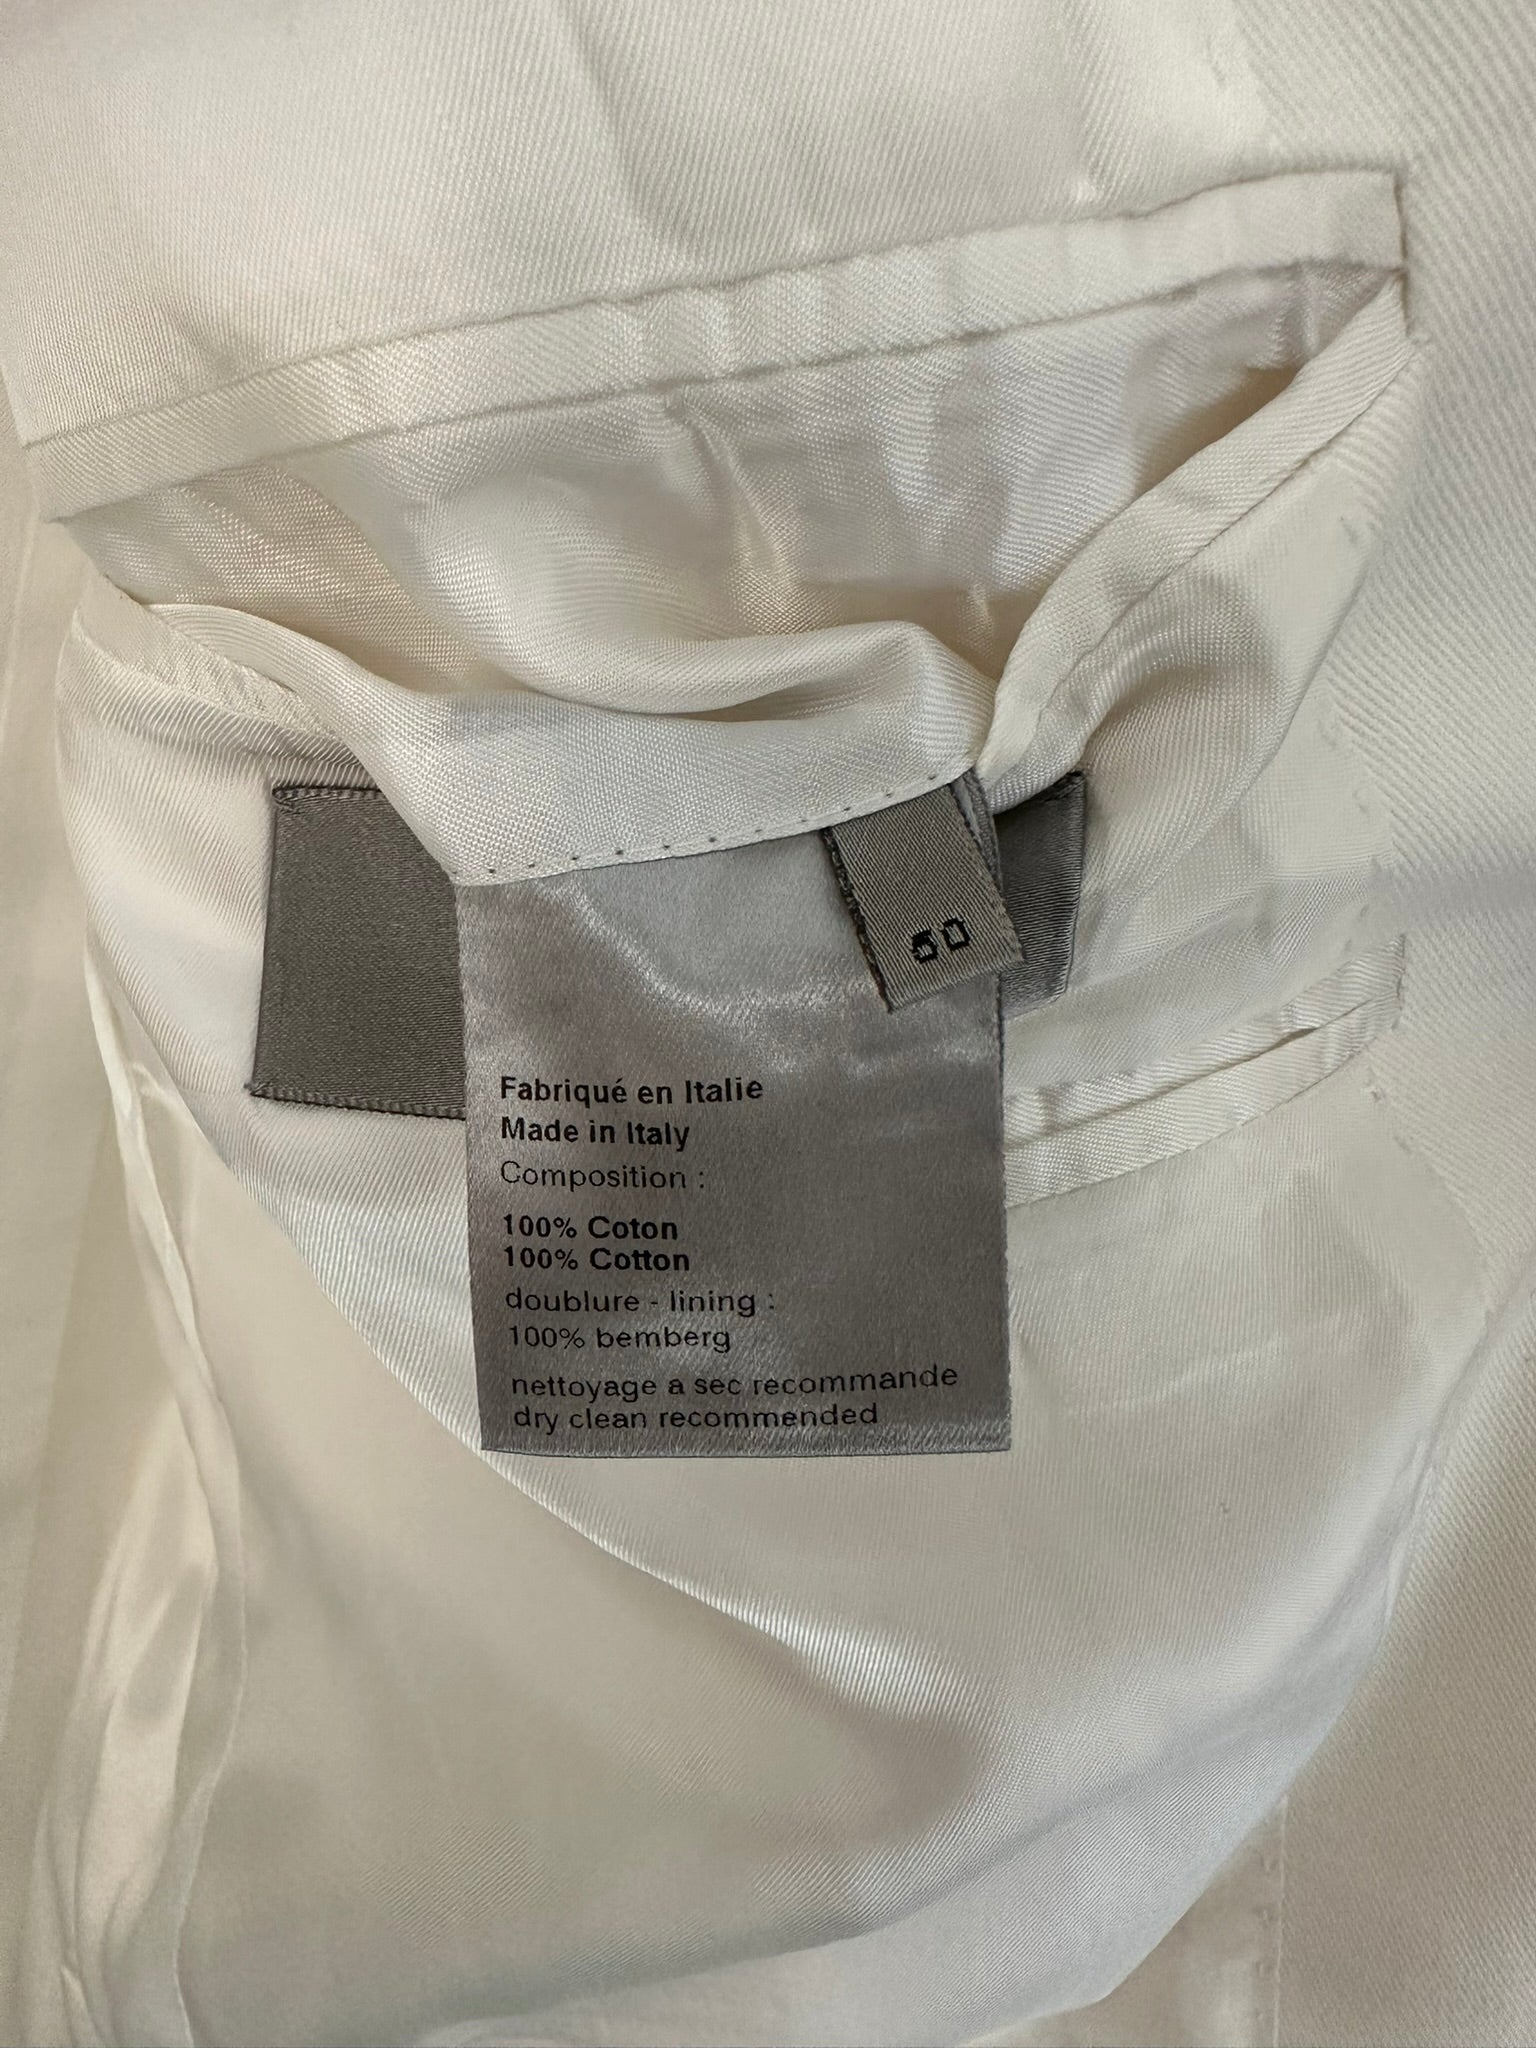 50
Fabriqué en Italie
Made in Italy
Composition :
100% Coton
100% Cotton
doublure - lining :
100% bemberg
nettoyage a sec recommande
dry clean recommended